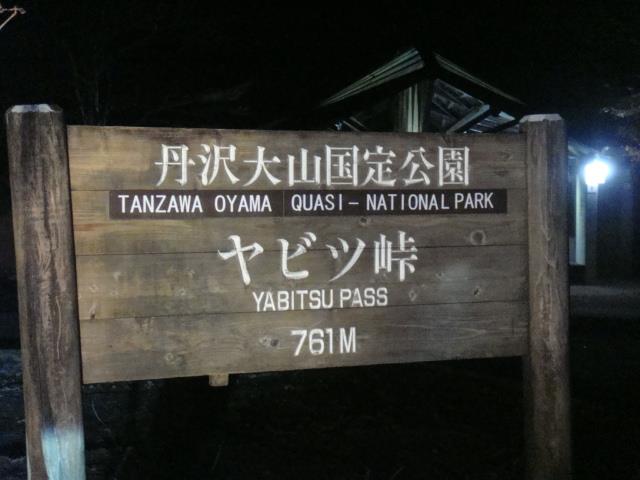 丹沢大山国定公園
TANZAWA OYAMA QUASI-NATIONAL PARK
ヤビツ峠
YABITSU PASS
761M